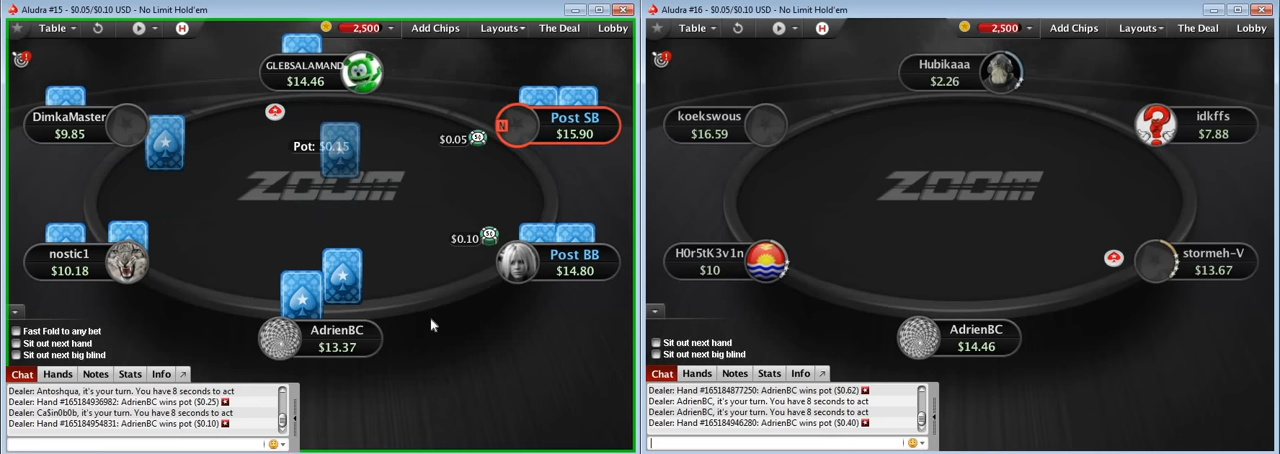 Aludra #15 - $0.05/$0.10 USD - No Limit Hold'em
Table
H
2,500
Add Chips
Layouts
The Deal
Lobby
GLEBSALAMAND
$14.46
DimkaMaster
$9.85
N
Post SB
$15.90
$0.05
Pot: $0.15
ZOOM
nostic1
$10.18
$0.10
Post BB
$14.80
AdrienBC
$13.37
Fast Fold to any bet
Sit out next hand
Sit out next big blind
Chat Hands Notes Stats Info
Dealer: Antoshqua, it's your turn. You have 8 seconds to act
Dealer: Hand #165184936982: AdrienBC wins pot ($0.25)
Dealer: Ca$in0b0b, it's your turn. You have 8 seconds to act
Dealer: Hand #165184954831: AdrienBC wins pot ($0.10)
Aludra #16 - $0.05/$0.10 USD - No Limit Hold'em
Table
H
2,500
Add Chips
Layouts
The Deal
Lobby
Hubikaaa
$2.26
koekswous
$16.59
idkffs
$7.88
ZOOM
H0r5tK3v1n
$10
stormeh-V
$13.67
AdrienBC
$14.46
Sit out next hand
Sit out next big blind
Chat Hands Notes Stats Info
Dealer: Hand #165184877250: AdrienBC wins pot ($0.62)
Dealer: AdrienBC, it's your turn. You have 8 seconds to act
Dealer: AdrienBC, it's your turn. You have 8 seconds to act
Dealer: Hand #165184946280: AdrienBC wins pot ($0.40)